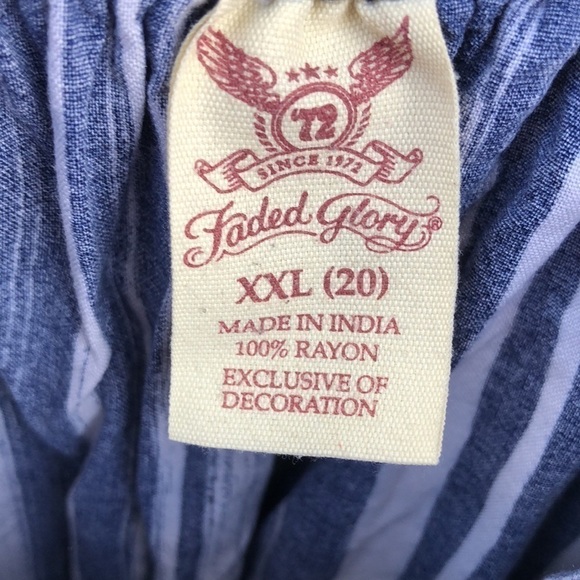 '72
SINCE 1972
Faded Glory®
XXL (20)
MADE IN INDIA
100% RAYON
EXCLUSIVE OF
DECORATION